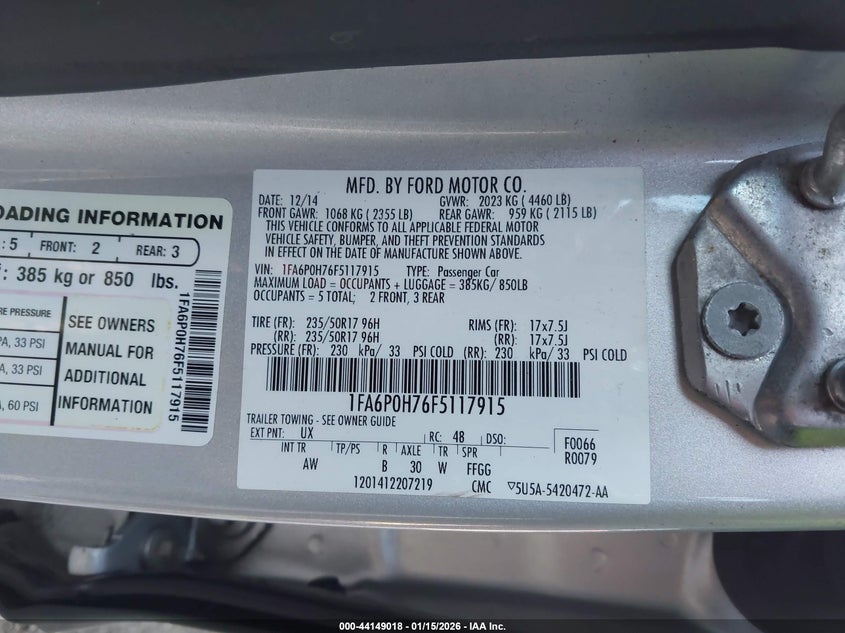 OADING INFORMATION
: 5 FRONT: 2 REAR: 3
: 385 kg or 850 lbs.
RE PRESSURE
PA, 33 PSI
A, 33 PSI
A, 60 PSI
SEE OWNERS
MANUAL FOR
ADDITIONAL
INFORMATION
1FA6P0H76F5117915
MFD. BY FORD MOTOR CO.
DATE: 12/14 GVWR: 2023 KG ( 4460 LB)
FRONT GAWR: 1068 KG ( 2355 LB) REAR GAWR: 959 KG ( 2115 LB)
THIS VEHICLE CONFORMS TO ALL APPLICABLE FEDERAL MOTOR
VEHICLE SAFETY, BUMPER, AND THEFT PREVENTION STANDARDS
IN EFFECT ON THE DATE OF MANUFACTURE SHOWN ABOVE.
VIN: 1FA6P0H76F5117915 TYPE: Passenger Car
MAXIMUM LOAD = OCCUPANTS + LUGGAGE = 385KG/ 850LB
OCCUPANTS = 5 TOTAL; 2 FRONT, 3 REAR
TIRE (FR): 235/50R17 96H RIMS (FR): 17x7.5J
(RR): 235/50R17 96H (RR): 17x7.5J
PRESSURE (FR): 230 kPa/ 33 PSI COLD (RR): 230 kPa/ 33 PSI COLD
1FA6P0H76F5117915
TRAILER TOWING - SEE OWNER GUIDE
EXT PNT: UX RC: 48 DSO: F0066
INT TR TP/PS R AXLE TR SPR R0079
AW B 30 W FFGG
1201412207219 CMC ▽5U5A-5420472-AA
000-44149018 - 01/15/2026 - IAA Inc.